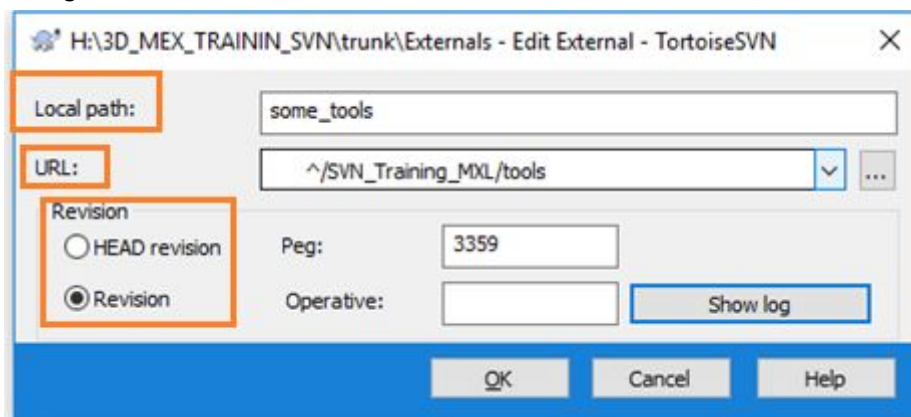 H:\3D_MEX_TRAININ_SVN\trunk\Externals - Edit External - TortoiseSVN
Local path: some_tools
URL: ^/SVN_Training_MXL/tools ...
Revision
HEAD revision Peg: 3359
Revision Operative: Show log
OK Cancel Help